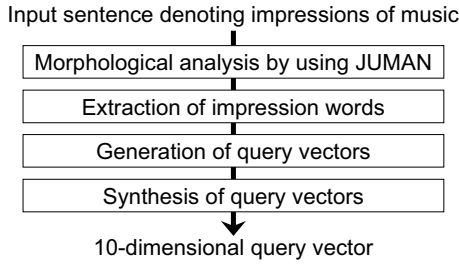 Input sentence denoting impressions of music
Morphological analysis by using JUMAN
Extraction of impression words
Generation of query vectors
Synthesis of query vectors
10-dimensional query vector